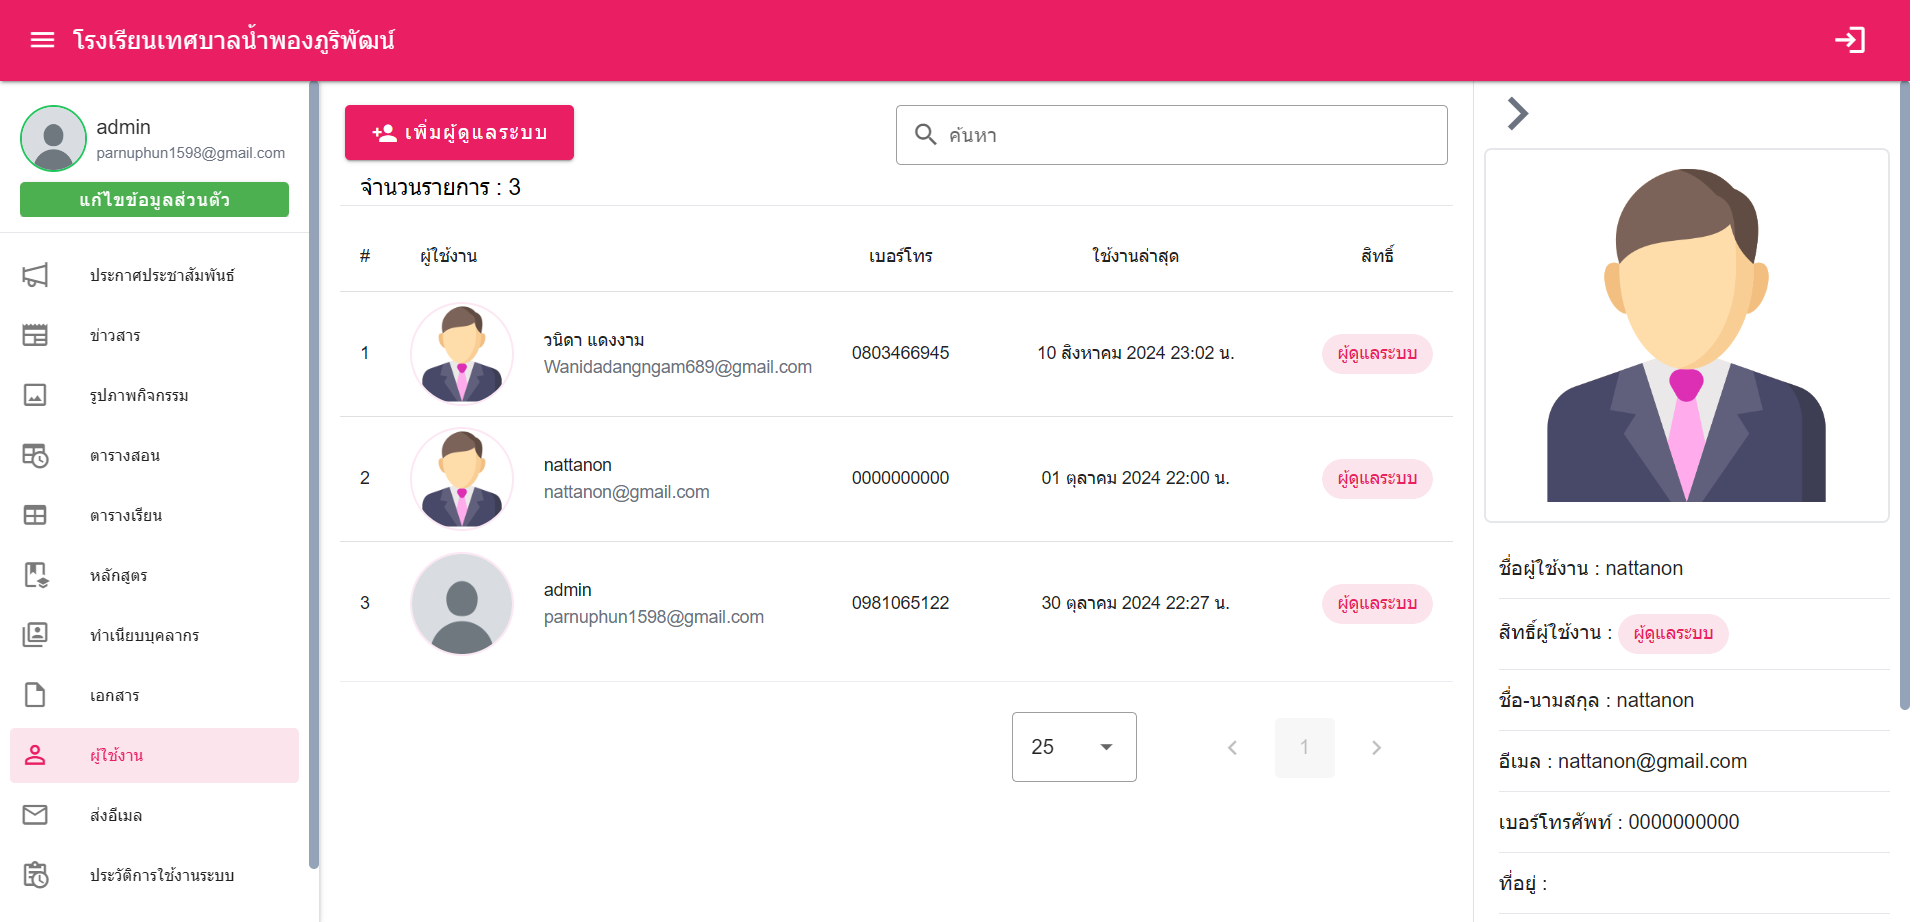 โรงเรียนเทศบาลน้ำพองภูริพัฒน์
admin
parnuphun1598@gmail.com
แก้ไขข้อมูลส่วนตัว
ประกาศประชาสัมพันธ์
ข่าวสาร
รูปภาพกิจกรรม
ตารางสอน
ตารางเรียน
หลักสูตร
ทำเนียบบุคลากร
เอกสาร
ผู้ใช้งาน
ส่งอีเมล
ประวัติการใช้งานระบบ
เพิ่มผู้ดูแลระบบ
ค้นหา
จำนวนรายการ : 3
# ผู้ใช้งาน เบอร์โทร ใช้งานล่าสุด สิทธิ์
1 วนิดา แดงงาม 0803466945 10 สิงหาคม 2024 23:02 น. ผู้ดูแลระบบ
Wanidadangngam689@gmail.com
2 nattanon 0000000000 01 ตุลาคม 2024 22:00 น. ผู้ดูแลระบบ
nattanon@gmail.com
3 admin 0981065122 30 ตุลาคม 2024 22:27 น. ผู้ดูแลระบบ
parnuphun1598@gmail.com
25 1
ชื่อผู้ใช้งาน : nattanon
สิทธิ์ผู้ใช้งาน : ผู้ดูแลระบบ
ชื่อ-นามสกุล : nattanon
อีเมล : nattanon@gmail.com
เบอร์โทรศัพท์ : 0000000000
ที่อยู่ :